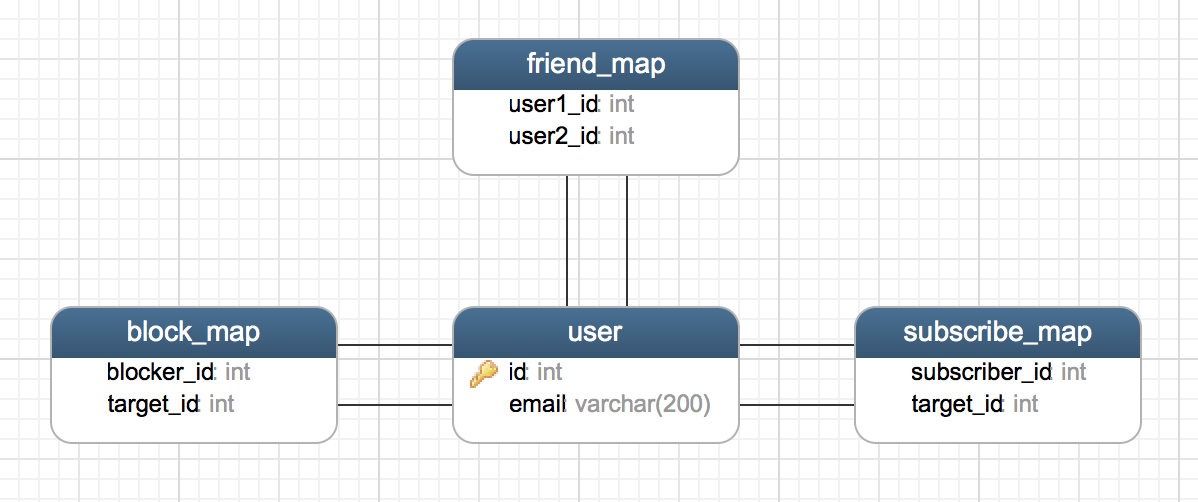 friend_map
user1_id: int
user2_id: int
block_map
blocker_id: int
target_id: int
user
id: int
email: varchar(200)
subscribe_map
subscriber_id: int
target_id: int